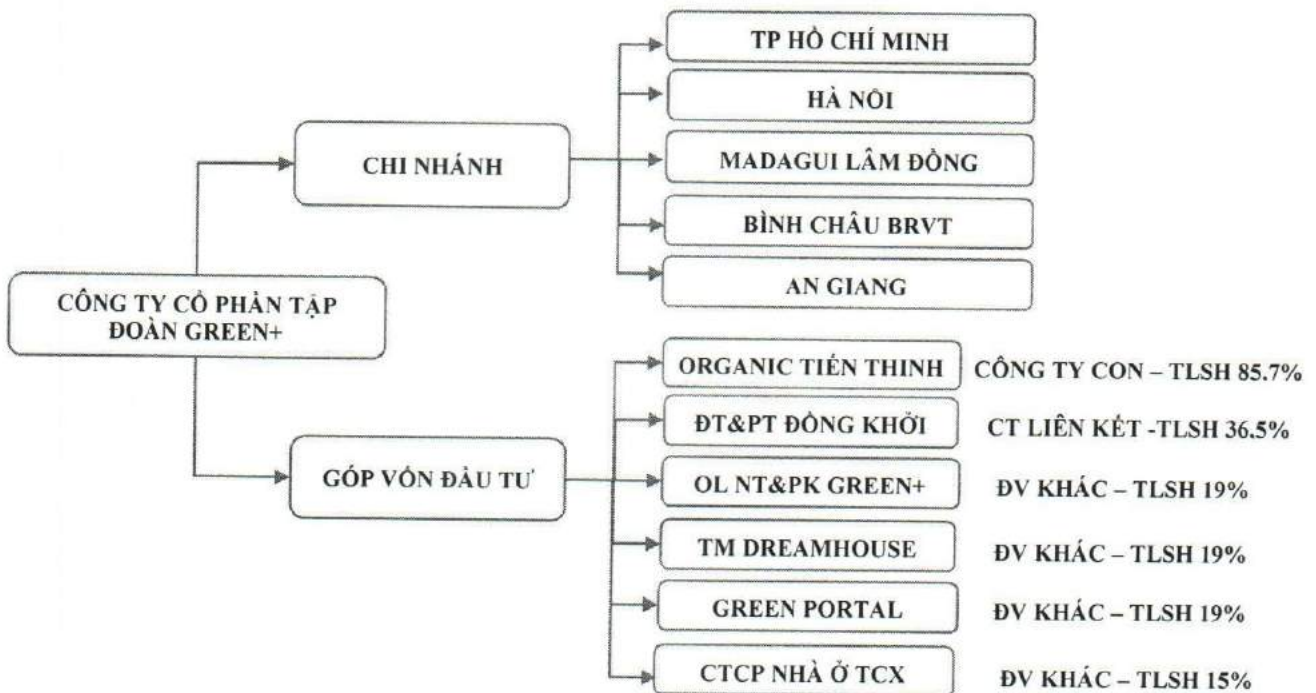 TP HỒ CHÍ MINH
HÀ NÔI
CHI NHÁNH
MADAGUI LÂM ĐỒNG
BÌNH CHÂU BRVT
AN GIANG
CÔNG TY CỔ PHẦN TẬP
ĐOÀN GREEN+
ORGANIC TIẾN THINH CÔNG TY CON – TLSH 85.7%
ĐT&PT ĐỒNG KHỞI CT LIÊN KẾT -TLSH 36.5%
GÓP VỐN ĐẦU TƯ
OL NT&PK GREEN+ ĐV KHÁC – TLSH 19%
TM DREAMHOUSE ĐV KHÁC – TLSH 19%
GREEN PORTAL ĐV KHÁC – TLSH 19%
CTCP NHÀ Ở TCX ĐV KHÁC – TLSH 15%